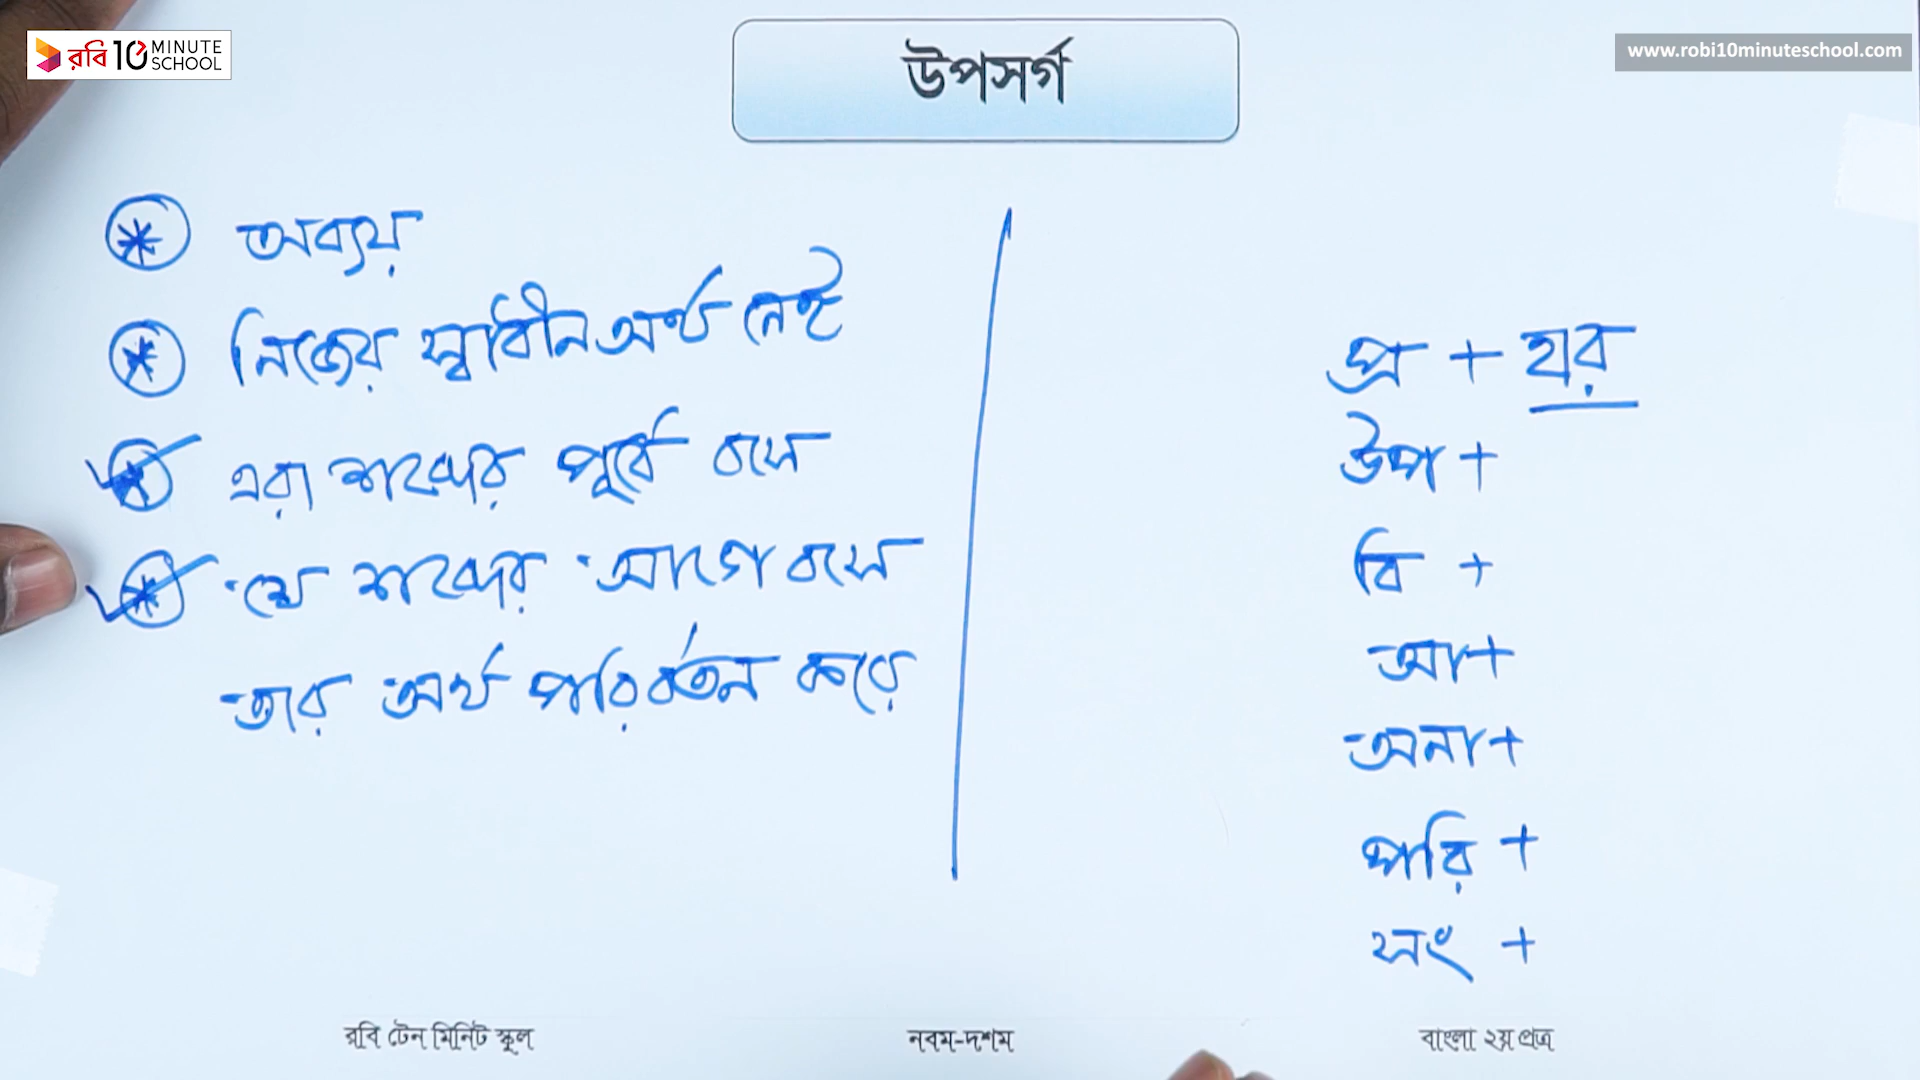 রবি 10 MINUTE SCHOOL
www.robi10minuteschool.com
উপসর্গ
অব্যয়
নিজের স্বাধীন অর্থ নেই
এরা শব্দের পূর্বে বসে
যে শব্দের আগে বসে
তার অর্থ পরিবর্তন করে
প্র + হার
উপ +
বি +
আ +
অনা +
পরি +
সং +
রবি টেন মিনিট স্কুল
নবম-দশম
বাংলা ২য় প্রত্র